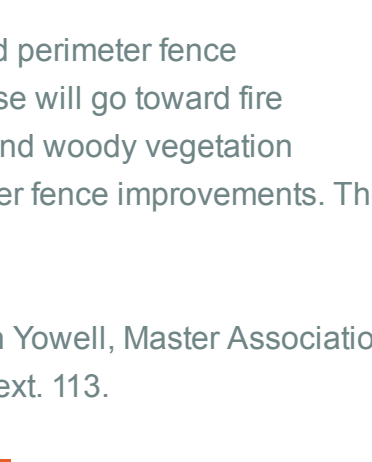 d perimeter fence
se will go toward fire
nd woody vegetation
er fence improvements. Th
n Yowell, Master Associatio
ext. 113.